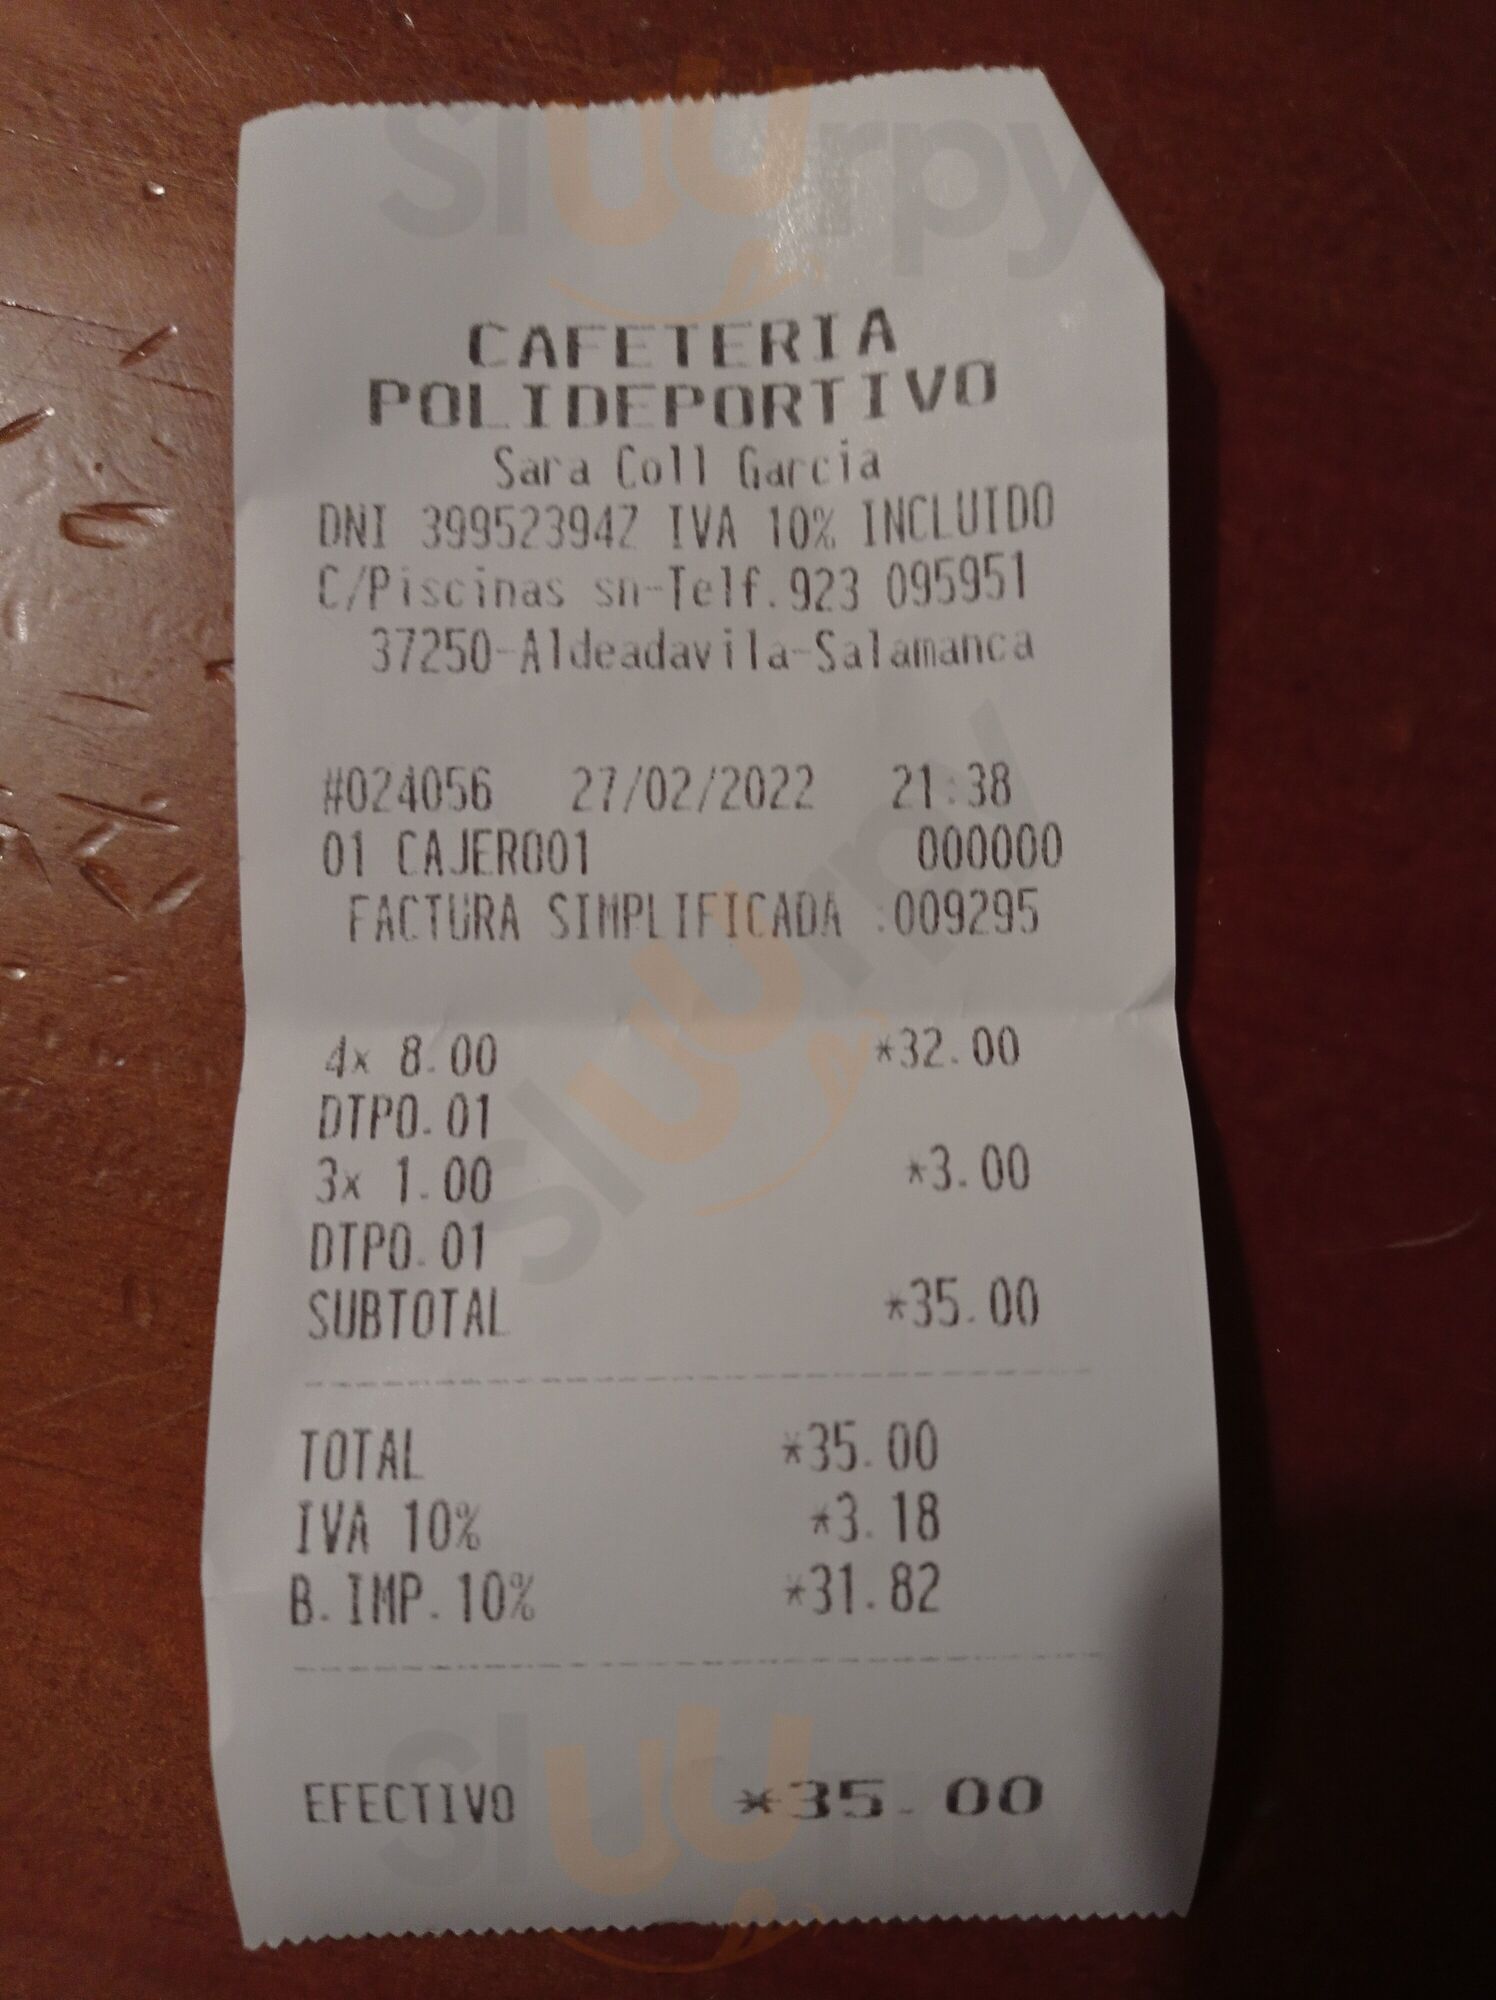 sluurpy
CAFETERIA
POLIDEPORTIVO
Sara Coll Garcia
DNI 39952394Z IVA 10% INCLUIDO
C/Piscinas sn-Telf.923 095951
37250-Aldeadavila-Salamanca
#024056 27/02/2022 21:38
01 CAJERO01 000000
FACTURA SIMPLIFICADA :009295
4x 8.00 *32.00
DTPO.01
3x 1.00 *3.00
DTPO.01
SUBTOTAL *35.00
sluurpy
TOTAL *35.00
IVA 10% *3.18
B.IMP.10% *31.82
EFECTIVO *35.00
sluurpy